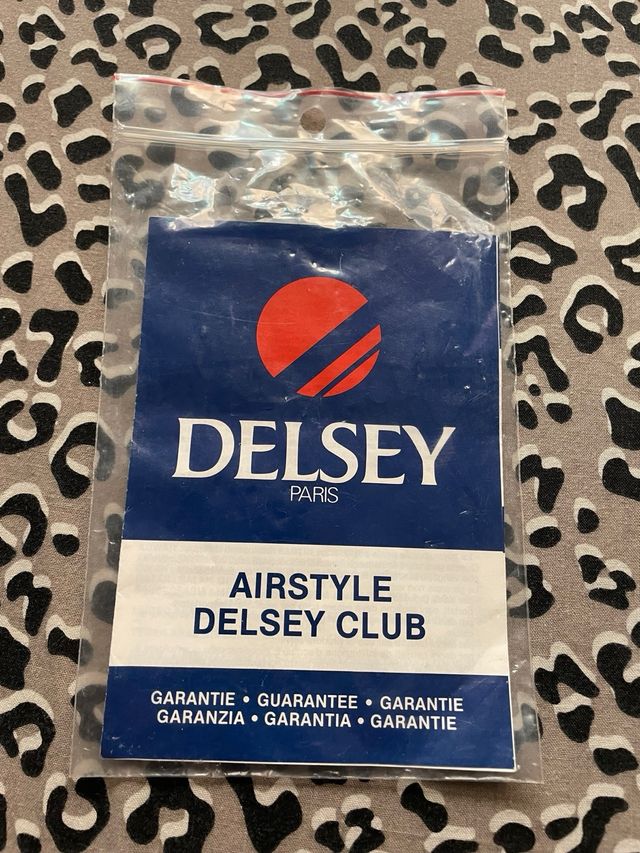 DELSEY
PARIS
AIRSTYLE
DELSEY CLUB
GARANTIE • GUARANTEE • GARANTIE
GARANZIA • GARANTIA • GARANTIE